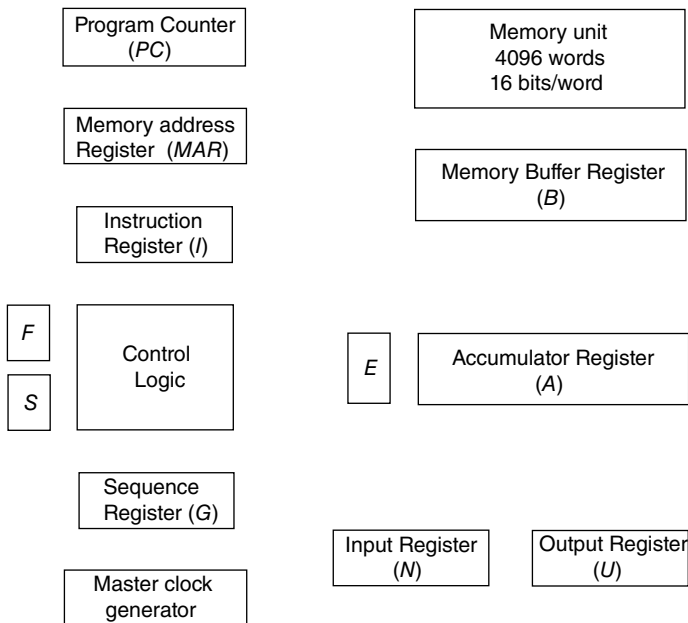 Program Counter
(PC)
Memory unit
4096 words
16 bits/word
Memory address
Register (MAR)
Memory Buffer Register
(B)
Instruction
Register (I)
F
S
Control
Logic
E
Accumulator Register
(A)
Sequence
Register (G)
Input Register
(N)
Output Register
(U)
Master clock
generator